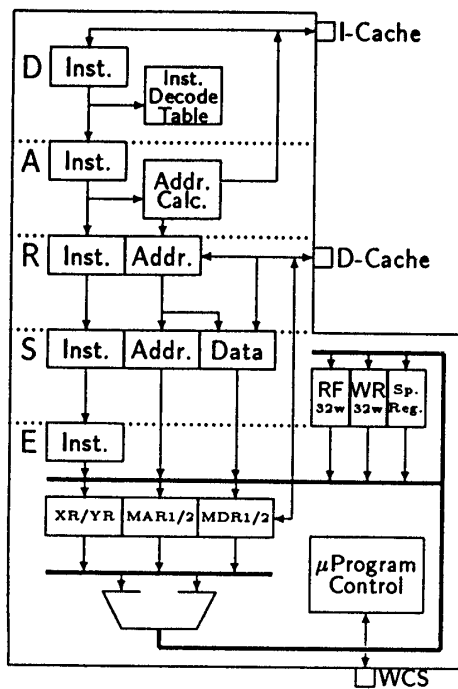 I-Cache
D
Inst.
Inst.
Decode
Table
A
Inst.
Addr.
Calc.
R
Inst.
Addr.
D-Cache
S
Inst.
Addr.
Data
RF
32w
WR
32w
Sp.
Reg.
E
Inst.
XR/YR
MAR1/2
MDR1/2
μProgram
Control
WCS